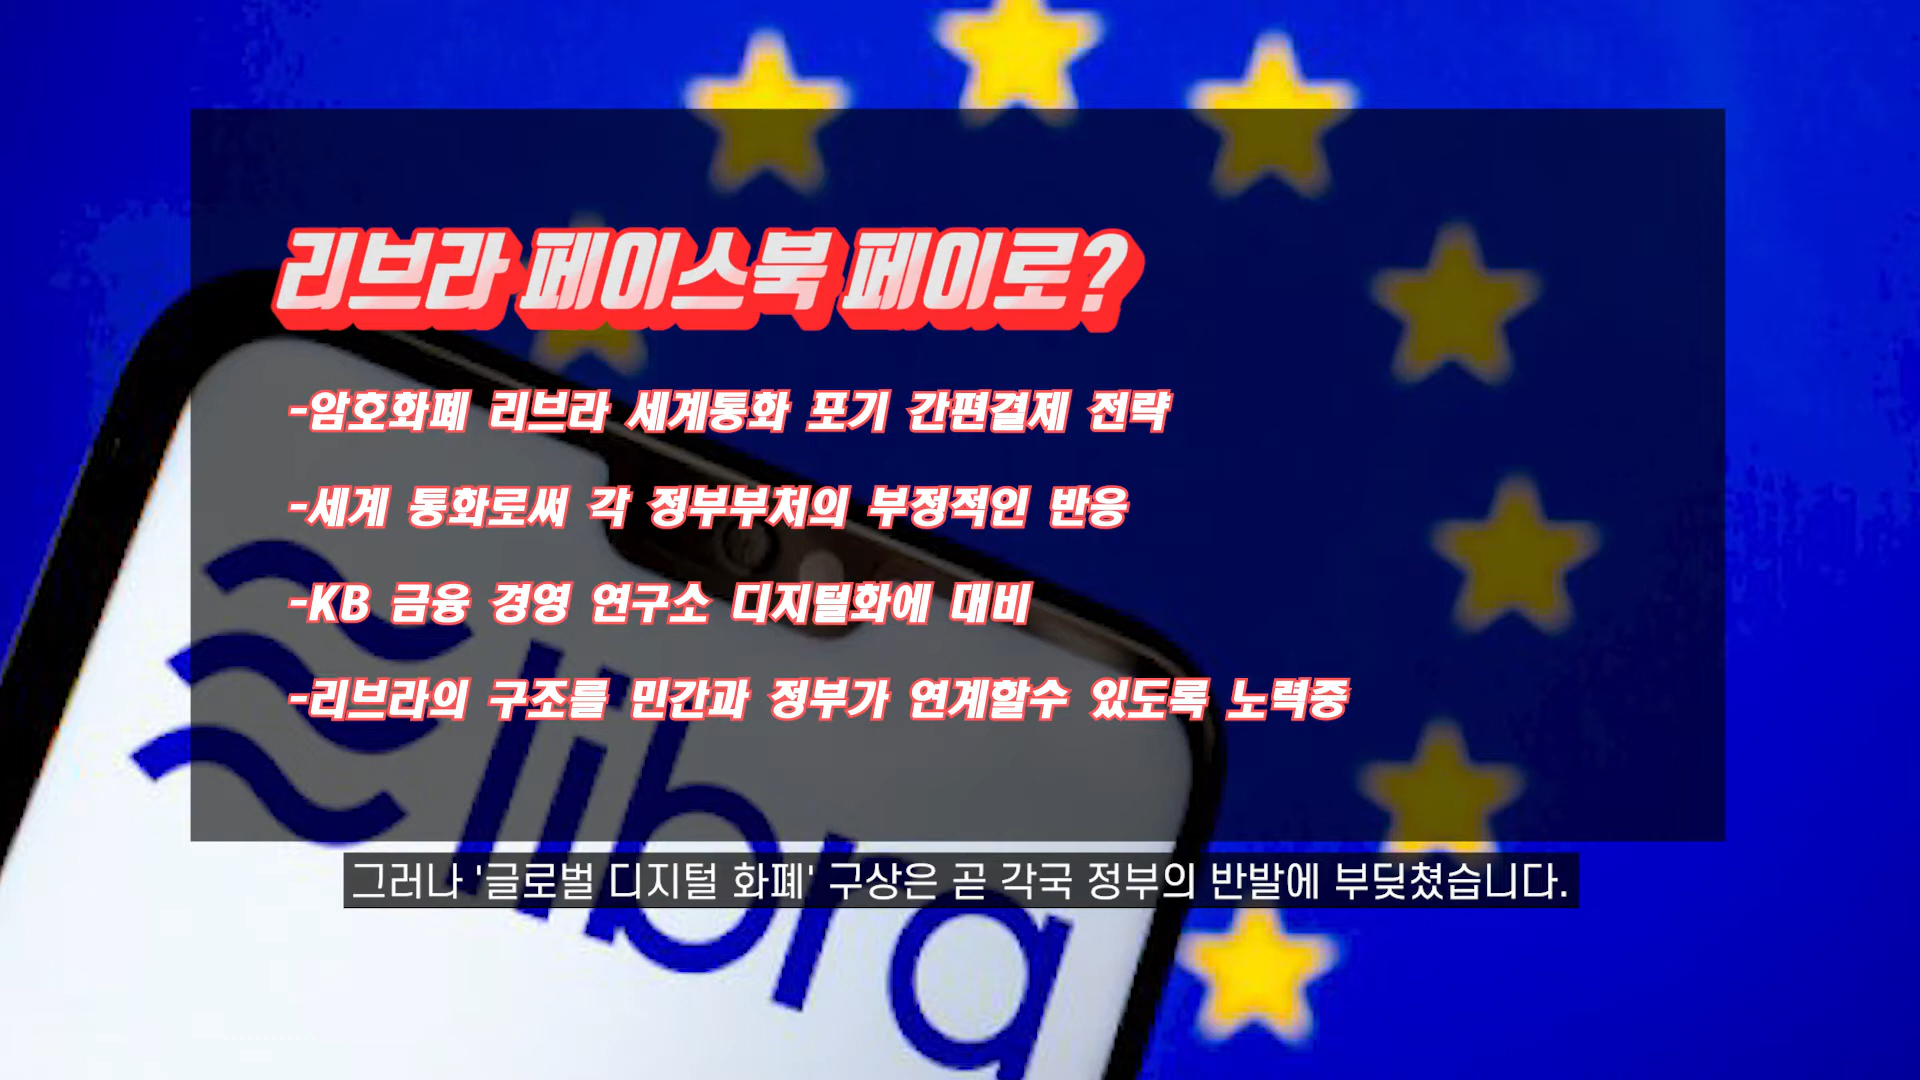 리브라 페이스북 페이로?
-암호화폐 리브라 세계통화 포기 간편결제 전략
-세계 통화로써 각 정부부처의 부정적인 반응
-KB 금융 경영 연구소 디지털화에 대비
-리브라의 구조를 민간과 정부가 연계할수 있도록 노력중
libra
그러나 '글로벌 디지털 화폐' 구상은 곧 각국 정부의 반발에 부딪쳤습니다.